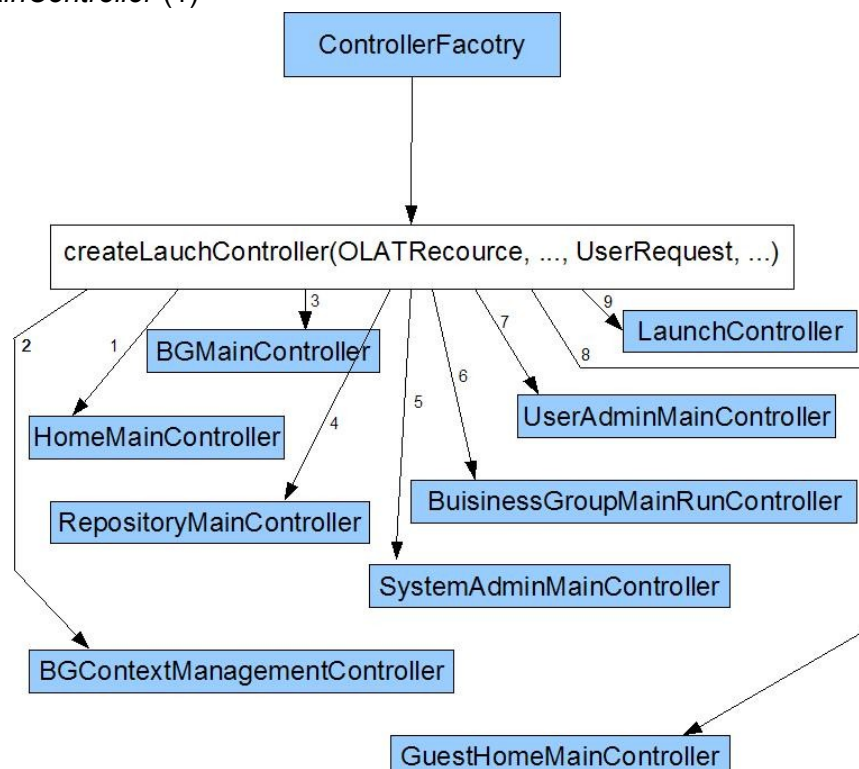 ControllerFacotry
createLauchController(OLATRecource, ..., UserRequest, ...)
3
9
2
1
7
8
BGMainController
LaunchController
4
5
6
HomeMainController
UserAdminMainController
RepositoryMainController
BuisinessGroupMainRunController
SystemAdminMainController
BGContextManagementController
GuestHomeMainController